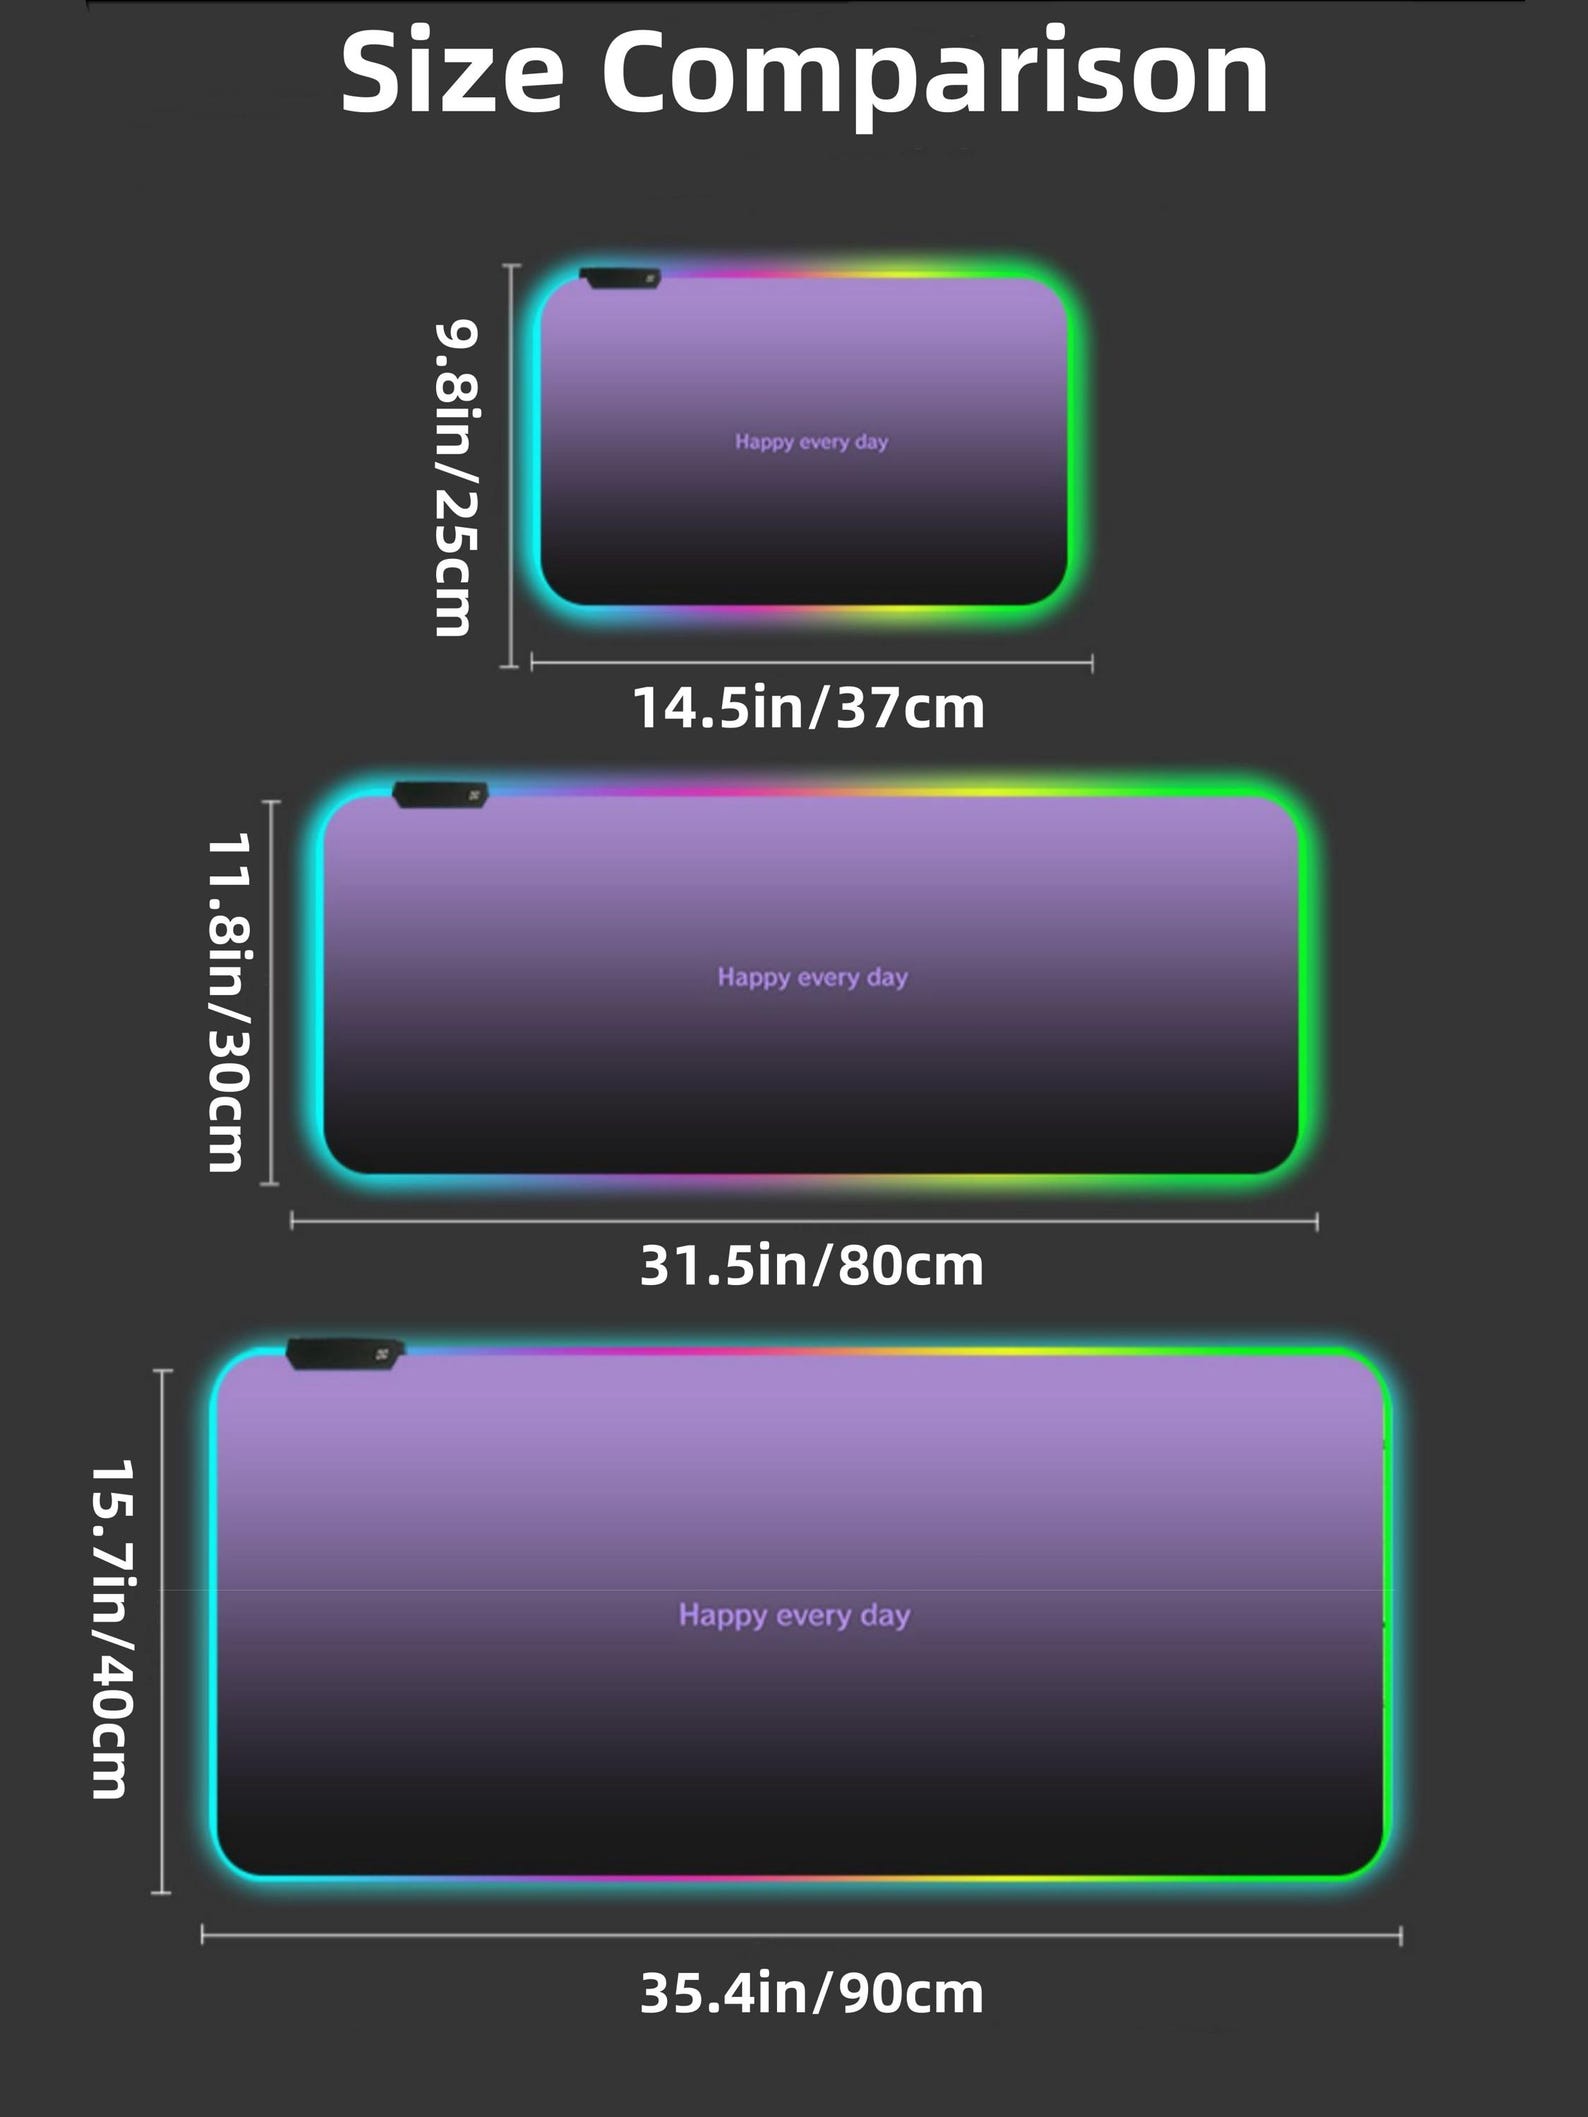 Size Comparison
9.8in/25cm
Happy every day
14.5in/37cm
11.8in/30cm
Happy every day
31.5in/80cm
15.7in/40cm
Happy every day
35.4in/90cm